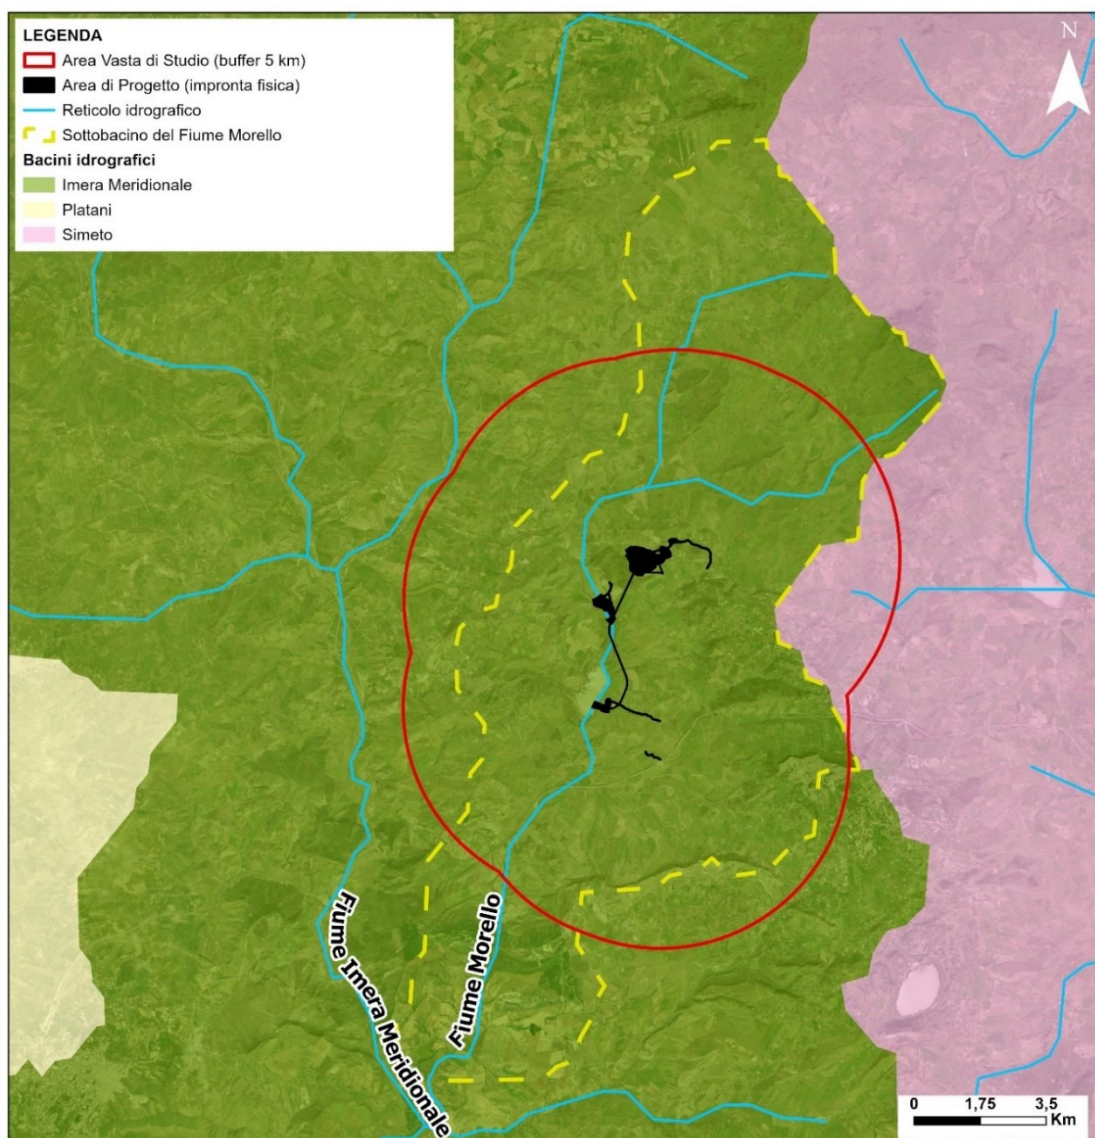 LEGENDA
Area Vasta di Studio (buffer 5 km)
Area di Progetto (impronta fisica)
Reticolo idrografico
Sottobacino del Fiume Morello
Bacini idrografici
Imera Meridionale
Platani
Simeto
N
Fiume Imera Meridionale
Fiume Morello
0 1,75 3,5
Km